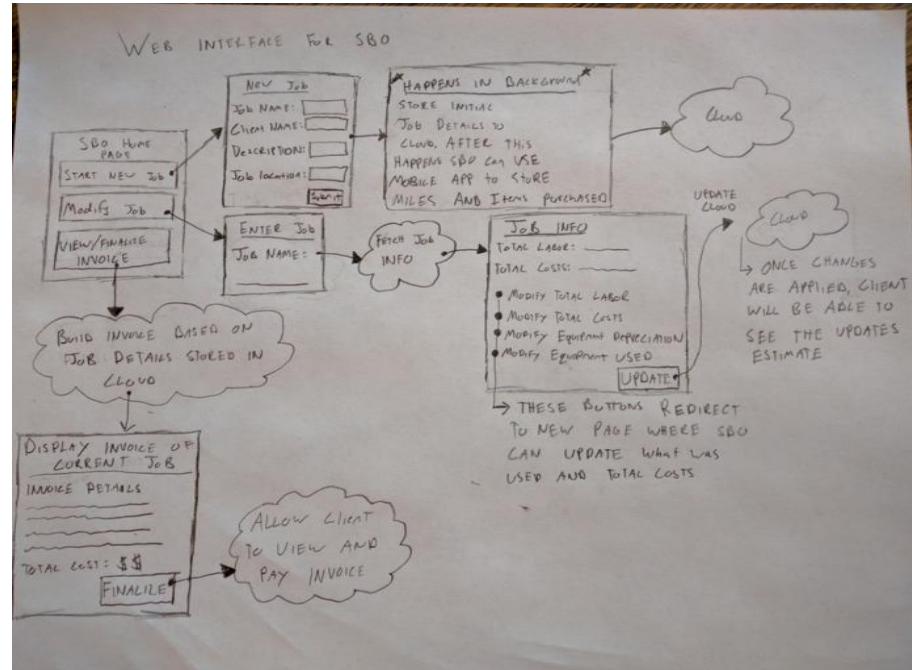 WEB INTERFACE FOR SBO
SBO HOME
PAGE
START NEW Job
Modify Job
VIEW/FINALIZE
INVOICE
NEW Job
Job NAME:
Client NAME:
DESCRIPTION:
Job location:
Submit
HAPPENS IN BACKGROUND
STORE INITIAL
JOB DETAILS TO
CLOUD. AFTER THIS
HAPPENS SBO Can USE
MOBILE APP to STORE
MILES AND Items PURCHASED
Cloud
ENTER Job
JOB NAME:
FETCH Job
INFO
JOB INFO
TOTAL LABOR:
TOTAL COSTS:
MODIFY TOTAL LABOR
MODIFY TOTAL COSTS
MODIFY Equipment DEPRECIATION
MODIFY Equipment USED
UPDATE
UPDATE
CLOUD
CLOUD
ONCE CHANGES
ARE APPLIED, CLIENT
WILL BE ABLE TO
SEE THE UPDATES
ESTIMATE
THESE BUTTONS REDIRECT
TO NEW PAGE WHERE SBO
CAN UPDATE What was
USED AND TOTAL COSTS
BUILD INVOICE BASED ON
JOB DETAILS STORED IN
CLOUD
DISPLAY INVOICE OF
CURRENT JOB
INVOICE DETAILS
TOTAL COST: $$
FINALIZE
ALLOW Client
TO VIEW AND
PAY INVOICE